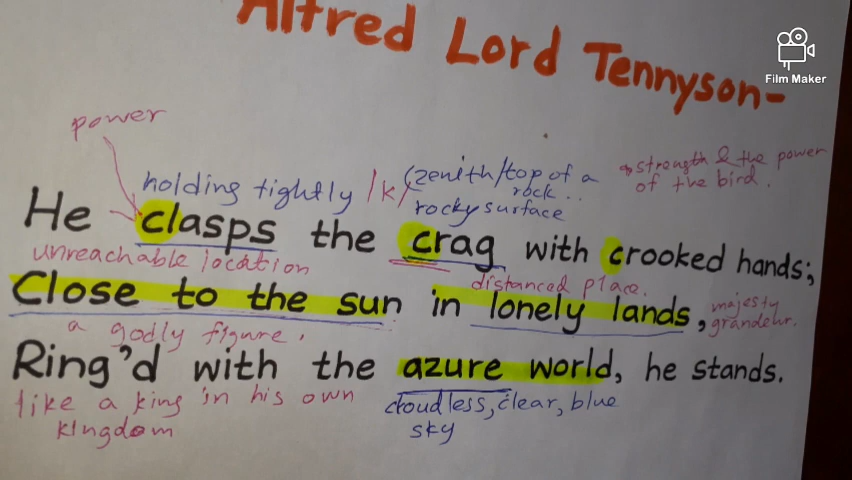 Alfred Lord Tennyson-
Film Maker
power
strength & the power
of the bird.
holding tightly /k/ (zenith/top of a
rock..
rocky surface
He clasps the crag with crooked hands;
unreachable location
distanced place.
Close to the sun in lonely lands,
majesty
grandeur.
a godly figure.
Ring'd with the azure world, he stands.
like a king in his own
kingdom
cloudless, clear, blue
sky